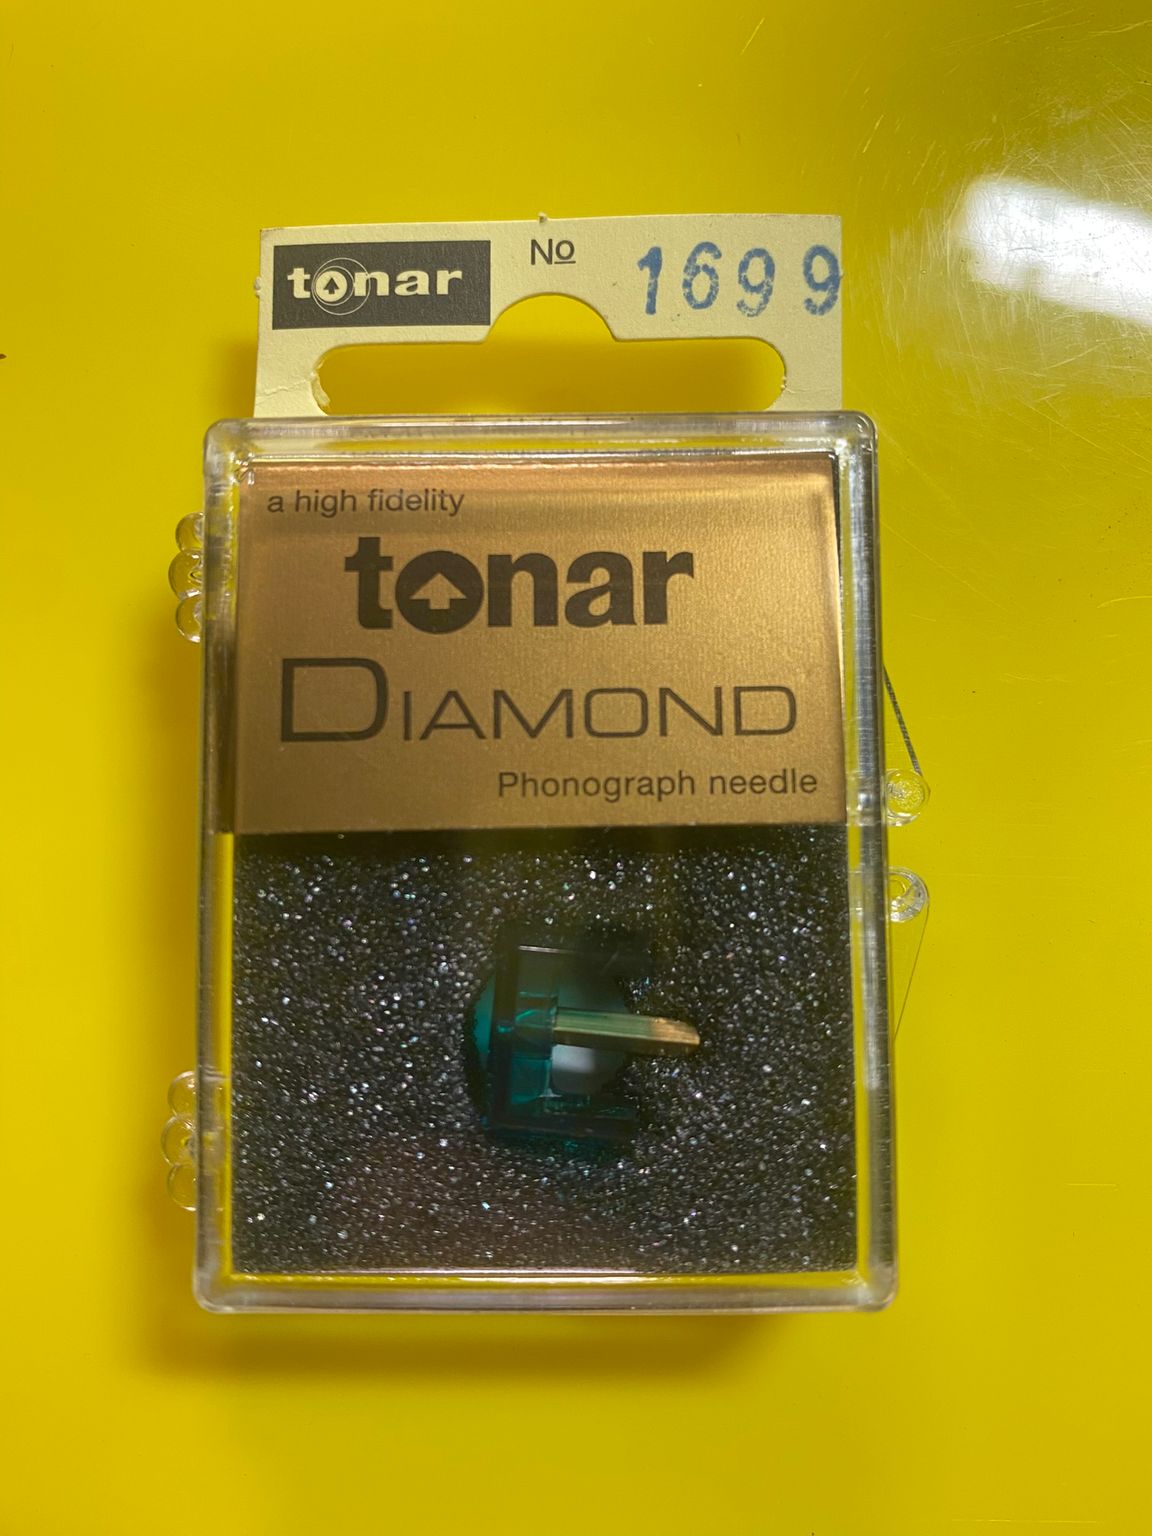 tonar No 1699
a high fidelity
tonar
DIAMOND
Phonograph needle